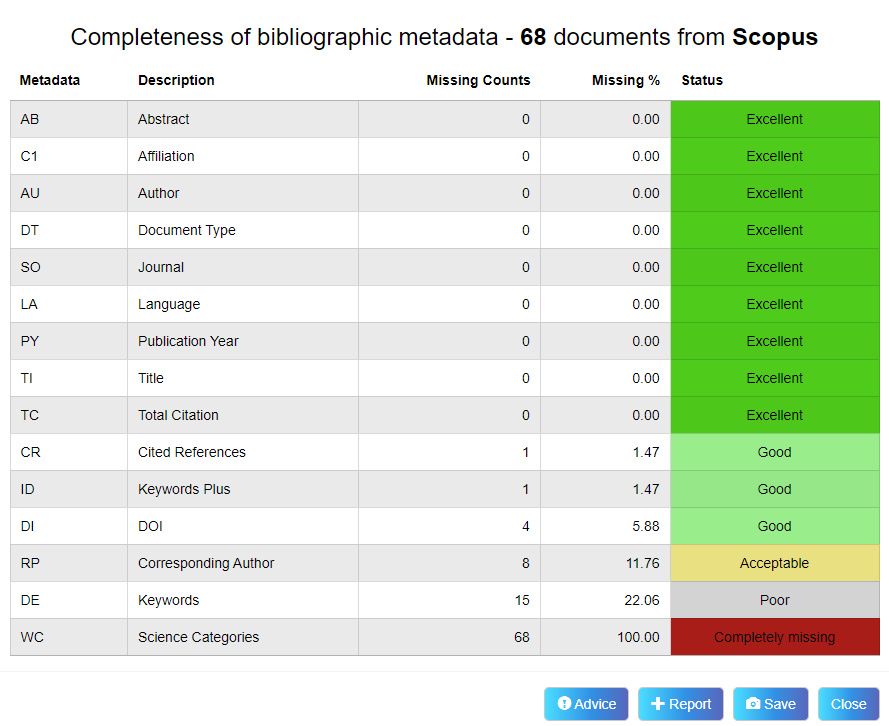 Completeness of bibliographic metadata - 68 documents from Scopus
Metadata Description Missing Counts Missing % Status
AB Abstract 0 0.00 Excellent
C1 Affiliation 0 0.00 Excellent
AU Author 0 0.00 Excellent
DT Document Type 0 0.00 Excellent
SO Journal 0 0.00 Excellent
LA Language 0 0.00 Excellent
PY Publication Year 0 0.00 Excellent
TI Title 0 0.00 Excellent
TC Total Citation 0 0.00 Excellent
CR Cited References 1 1.47 Good
ID Keywords Plus 1 1.47 Good
DI DOI 4 5.88 Good
RP Corresponding Author 8 11.76 Acceptable
DE Keywords 15 22.06 Poor
WC Science Categories 68 100.00 Completely missing
Advice Report Save Close